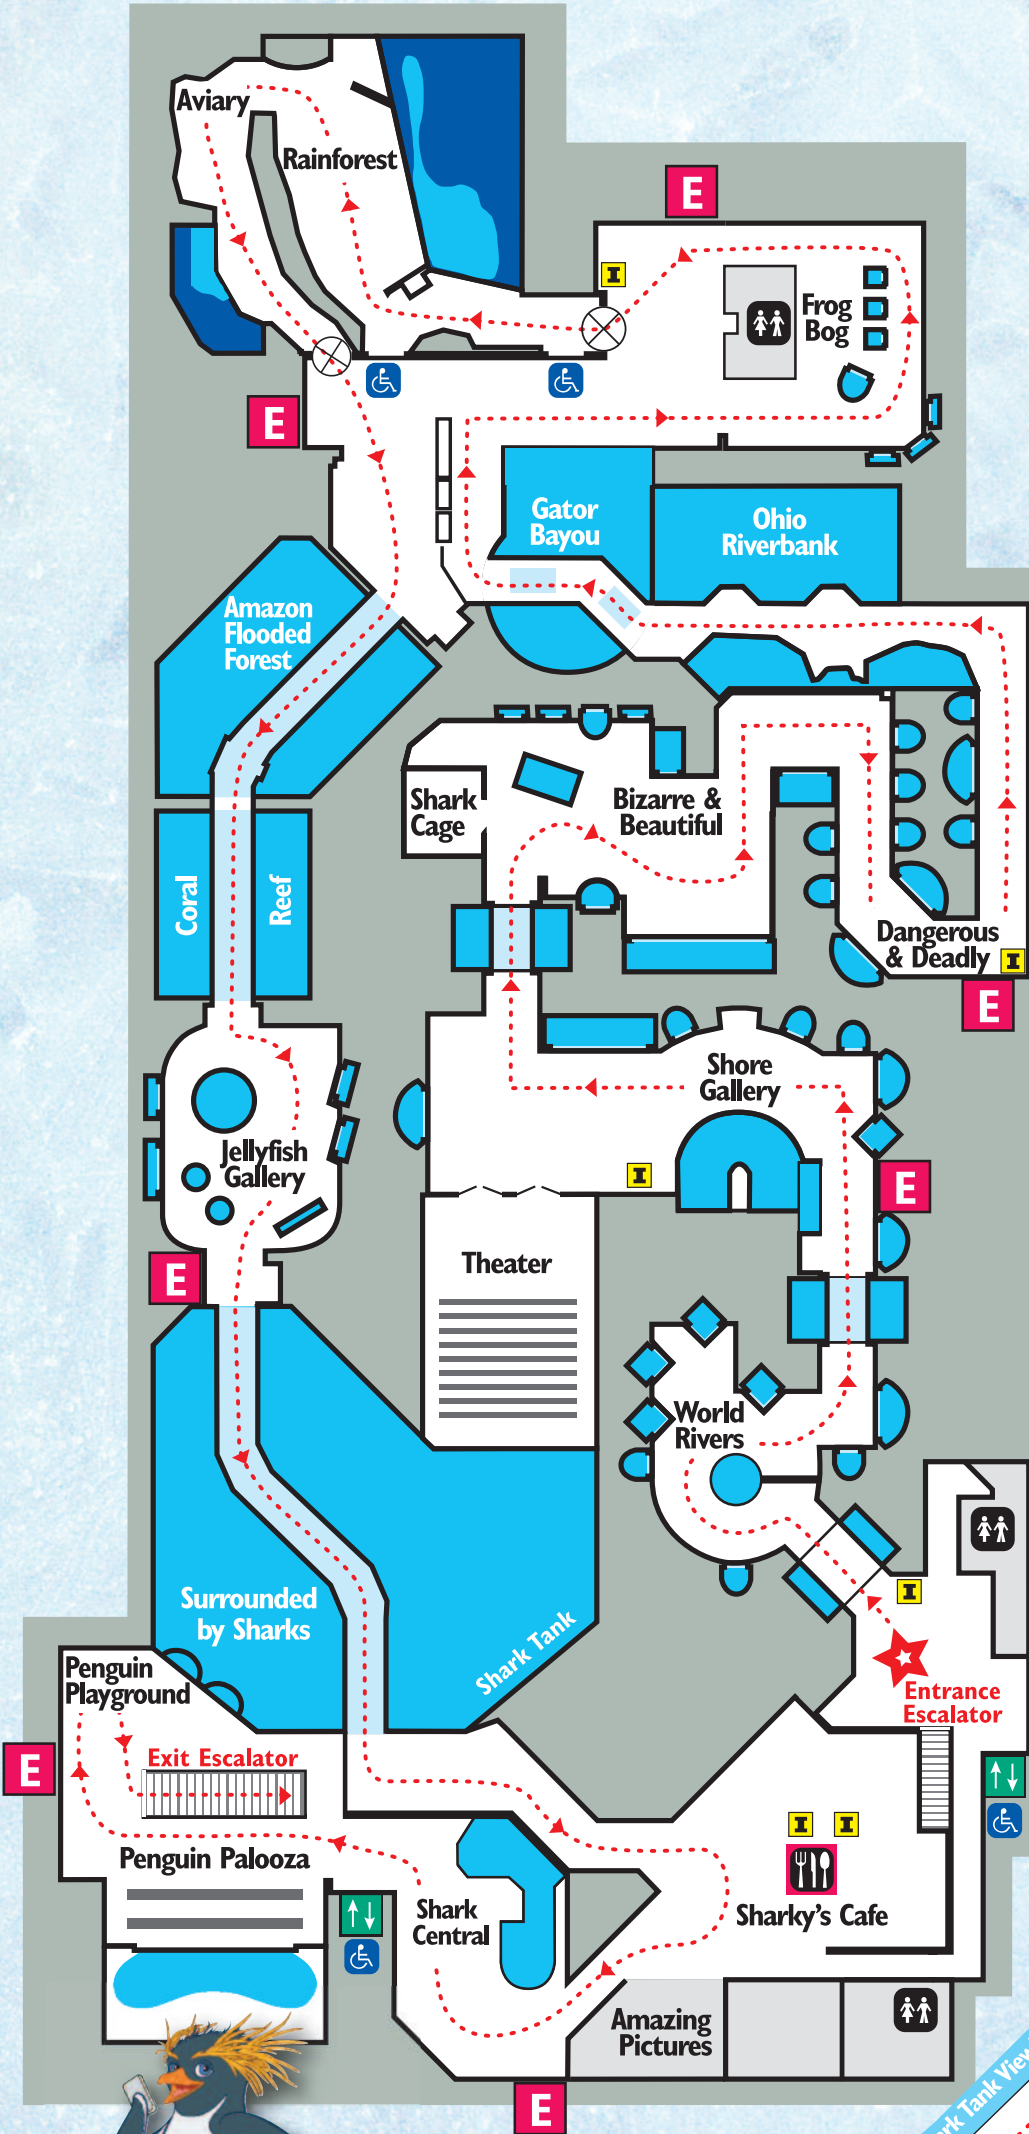 Aviary
Rainforest
E
I
Frog
Bog
E
Gator
Bayou
Ohio
Riverbank
Amazon
Flooded
Forest
Shark
Cage
Bizarre &
Beautiful
Coral
Reef
Dangerous
& Deadly
I
E
Shore
Gallery
Jellyfish
Gallery
I
E
E
Theater
World
Rivers
I
Surrounded
by Sharks
Shark Tank
Entrance
Escalator
Penguin
Playground
E
Exit Escalator
I
I
Penguin Palooza
Shark
Central
Sharky's Cafe
Amazing
Pictures
E
Tank View